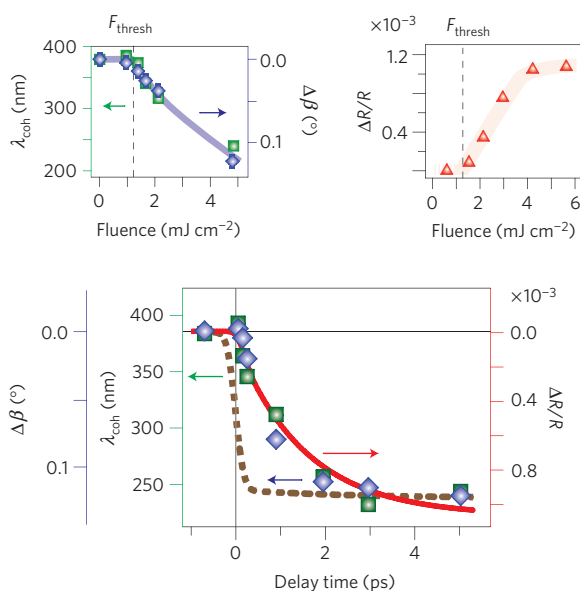 F_thresh
400
300
200
λ_coh (nm)
0.0
0.1
Δβ (°)
0 2 4
Fluence (mJ cm⁻²)
×10⁻³
F_thresh
1.2
0.4
ΔR/R
0 2 4 6
Fluence (mJ cm⁻²)
×10⁻³
0.0
0.1
Δβ (°)
400
350
300
250
λ_coh (nm)
0.0
0.4
0.8
ΔR/R
0 2 4
Delay time (ps)